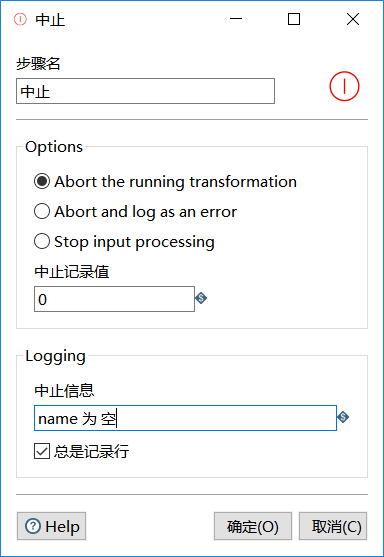 中止
步骤名
中止
Options
Abort the running transformation
Abort and log as an error
Stop input processing
中止记录值
0
Logging
中止信息
name 为 空
总是记录行
Help 确定(O) 取消(C)